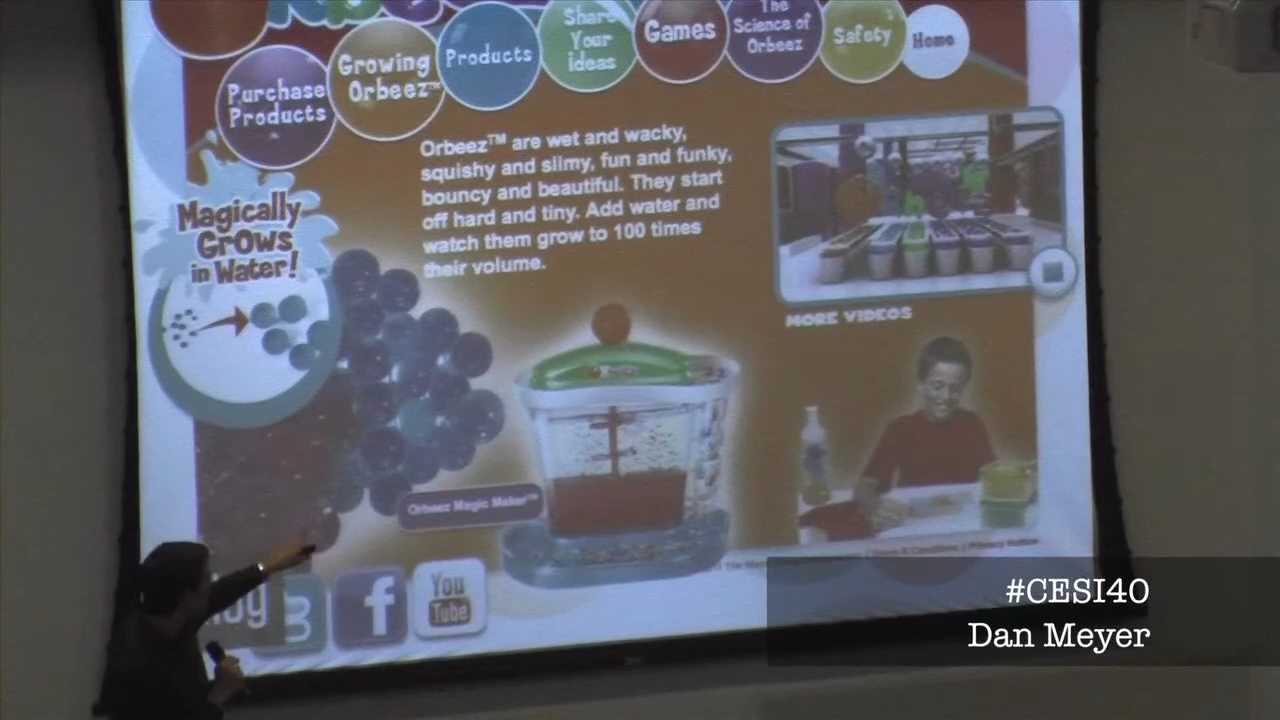 Purchase
Products
Growing
Orbeez™
Products
Share
Your
ideas
Games
The
Science of
Orbeez
Safety
Home
Orbeez™ are wet and wacky,
squishy and slimy, fun and funky,
bouncy and beautiful. They start
off hard and tiny. Add water and
watch them grow to 100 times
their volume.
Magically
Grows
in Water!
MORE VIDEOS
Orbeez Magic Maker™
f
You
Tube
Privacy Notice
#CESI40
Dan Meyer